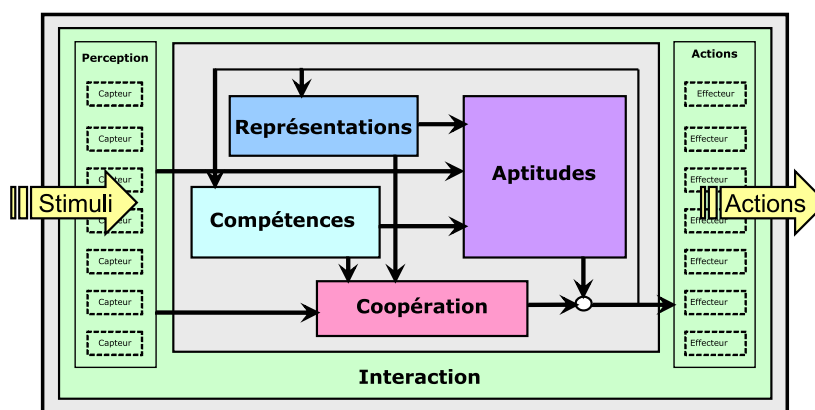 Perception
Capteur
Capteur
Capteur
Capteur
Capteur
Capteur
Capteur
Stimuli
Représentations
Compétences
Aptitudes
Coopération
Interaction
Actions
Effecteur
Effecteur
Effecteur
Effecteur
Effecteur
Effecteur
Effecteur
Actions